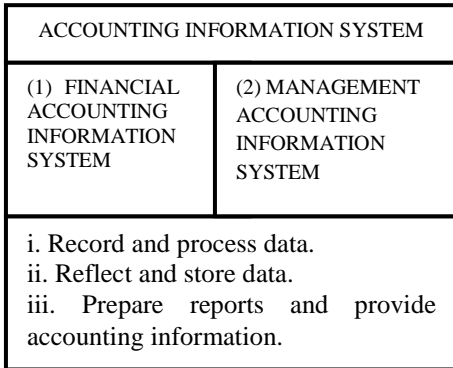 ACCOUNTING INFORMATION SYSTEM
(1) FINANCIAL
ACCOUNTING
INFORMATION
SYSTEM
(2) MANAGEMENT
ACCOUNTING
INFORMATION
SYSTEM
i. Record and process data.
ii. Reflect and store data.
iii. Prepare reports and provide
accounting information.